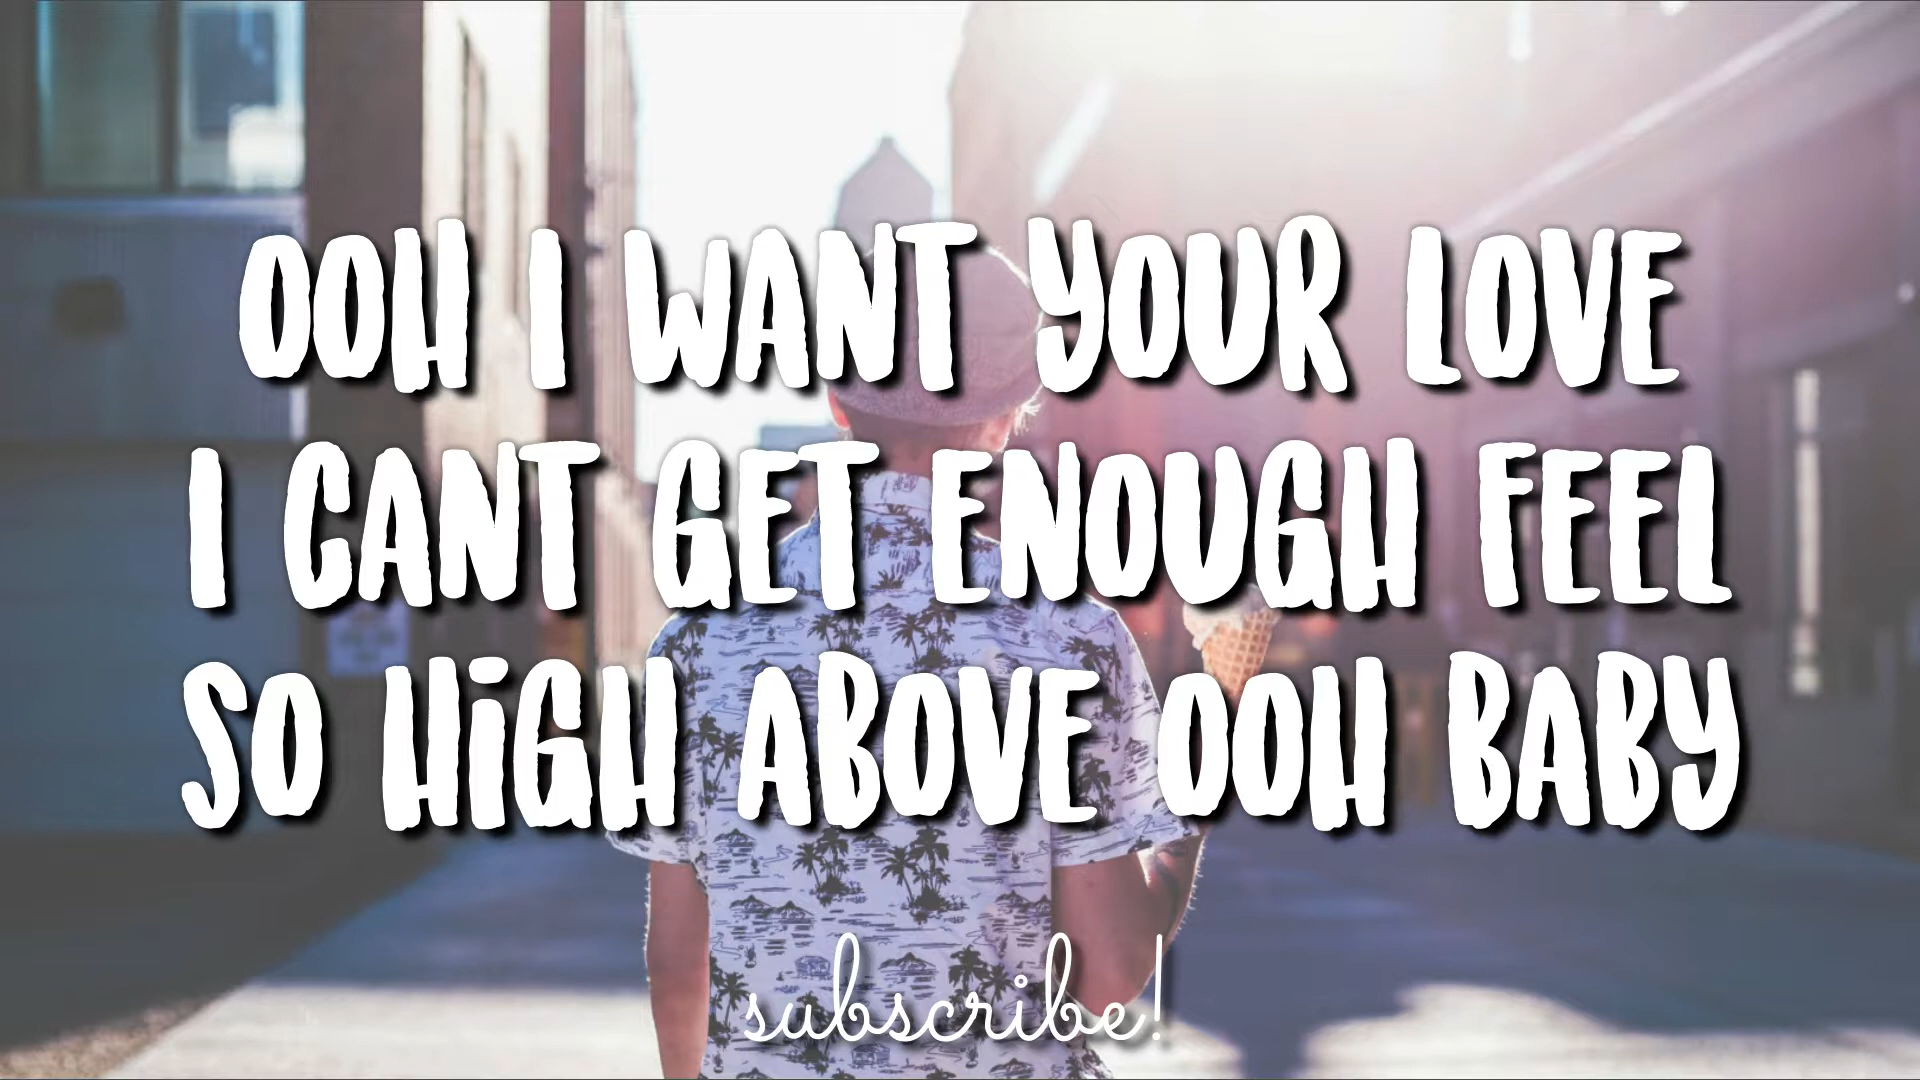 OOH I WANT YOUR LOVE
I CANT GET ENOUGH FEEL
SO HiGH ABOVE OOH BABY
subscribe!